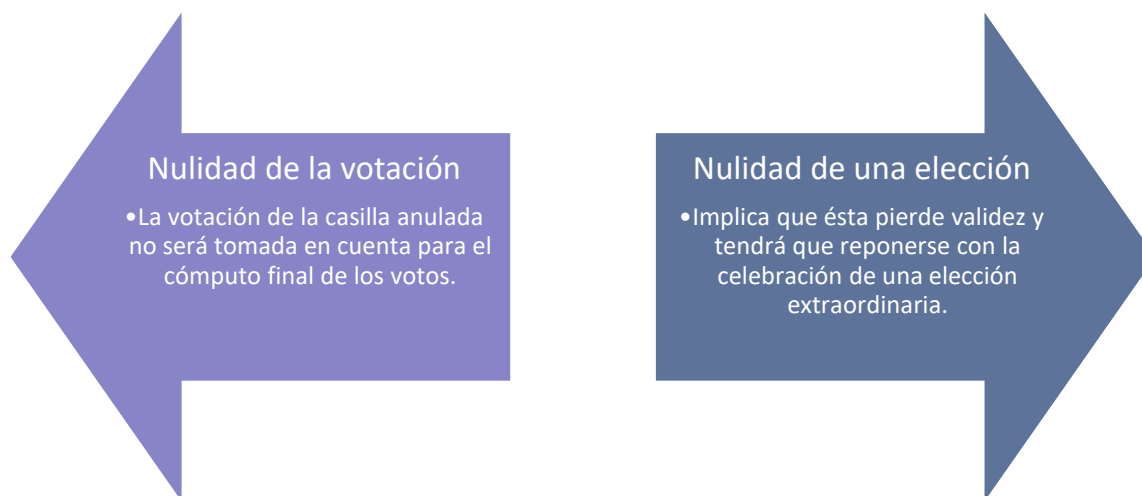 Nulidad de la votación
•La votación de la casilla anulada
no será tomada en cuenta para el
cómputo final de los votos.
Nulidad de una elección
•Implica que ésta pierde validez y
tendrá que reponerse con la
celebración de una elección
extraordinaria.